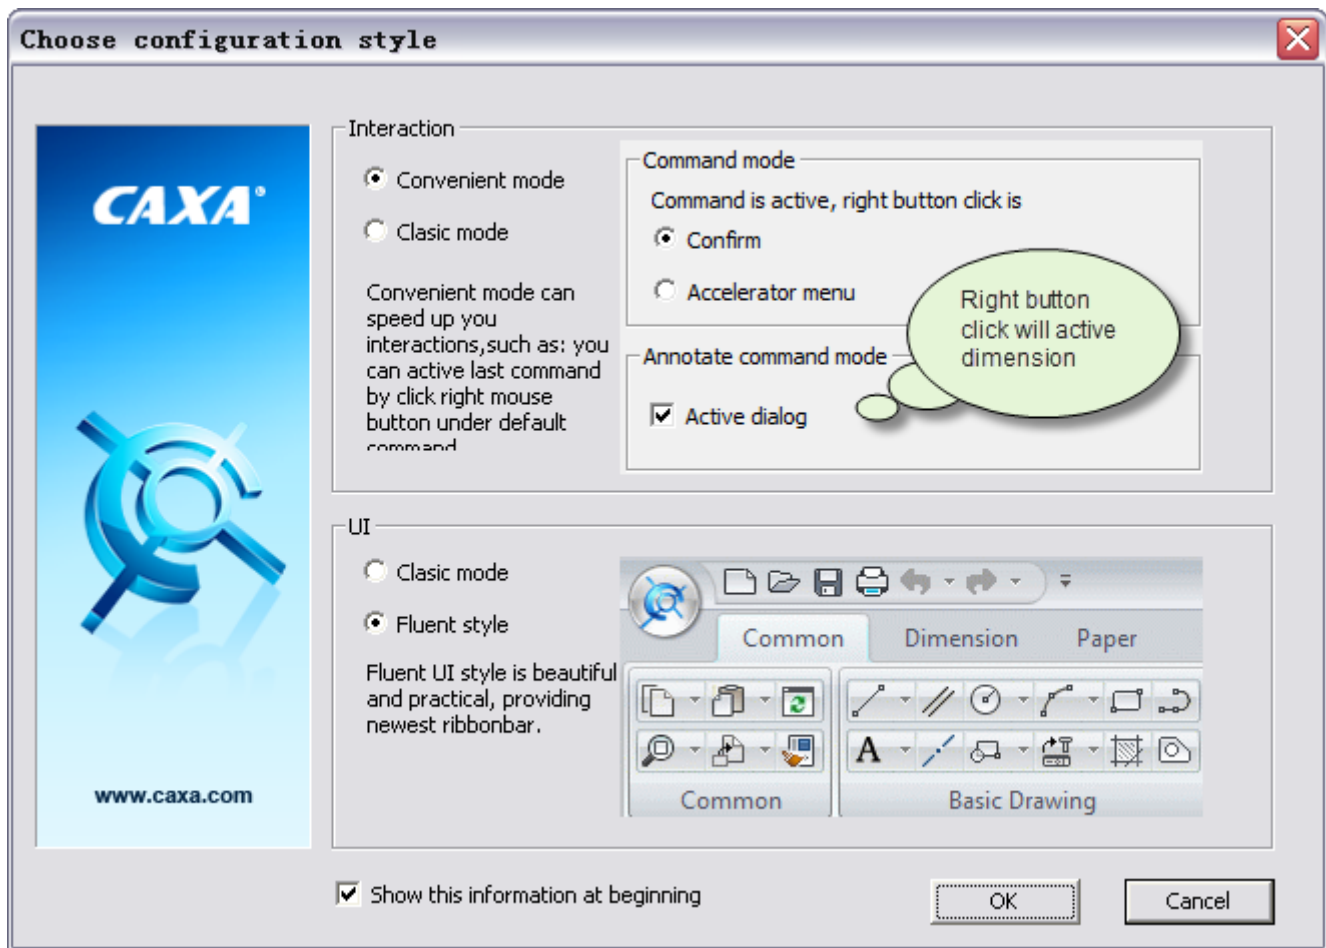 Choose configuration style
CAXA®
www.caxa.com
Interaction
Convenient mode
Clasic mode
Convenient mode can
speed up you
interactions,such as: you
can active last command
by click right mouse
button under default
command
Command mode
Command is active, right button click is
Confirm
Accelerator menu
Annotate command mode
Active dialog
Right button
click will active
dimension
UI
Clasic mode
Fluent style
Fluent UI style is beautiful
and practical, providing
newest ribbonbar.
Common Dimension Paper
A
Common Basic Drawing
Show this information at beginning
OK Cancel